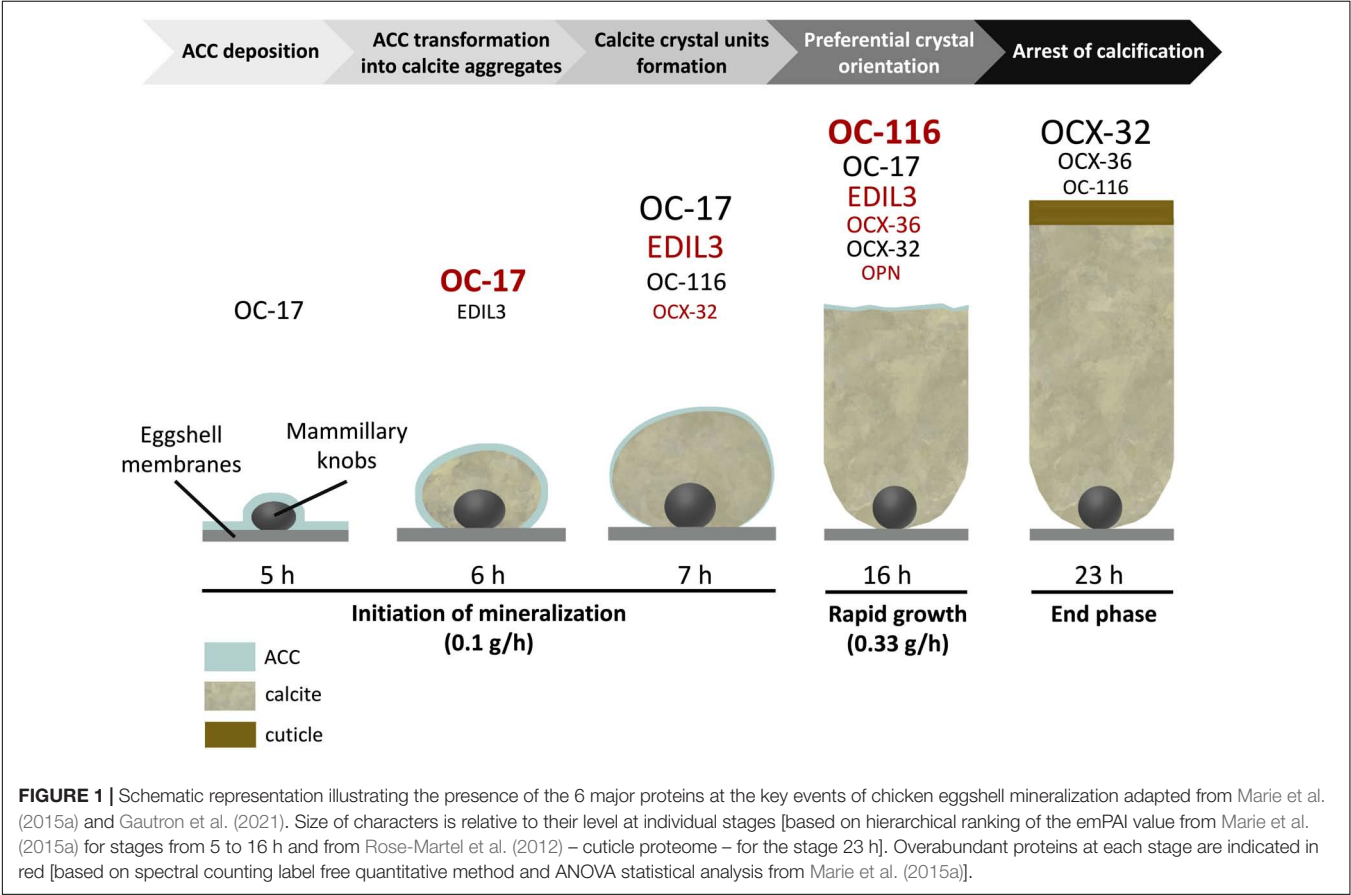 ACC deposition
ACC transformation
into calcite aggregates
Calcite crystal units
formation
Preferential crystal
orientation
Arrest of calcification
OC-17
OC-17
EDIL3
OC-17
EDIL3
OC-116
OCX-32
OC-116
OC-17
EDIL3
OCX-36
OCX-32
OPN
OCX-32
OCX-36
OC-116
Eggshell
membranes
Mammillary
knobs
5 h
6 h
7 h
16 h
23 h
Initiation of mineralization
(0.1 g/h)
Rapid growth
(0.33 g/h)
End phase
ACC
calcite
cuticle
FIGURE 1 | Schematic representation illustrating the presence of the 6 major proteins at the key events of chicken eggshell mineralization adapted from Marie et al.
(2015a) and Gautron et al. (2021). Size of characters is relative to their level at individual stages [based on hierarchical ranking of the emPAI value from Marie et al.
(2015a) for stages from 5 to 16 h and from Rose-Martel et al. (2012) – cuticle proteome – for the stage 23 h]. Overabundant proteins at each stage are indicated in
red [based on spectral counting label free quantitative method and ANOVA statistical analysis from Marie et al. (2015a)].